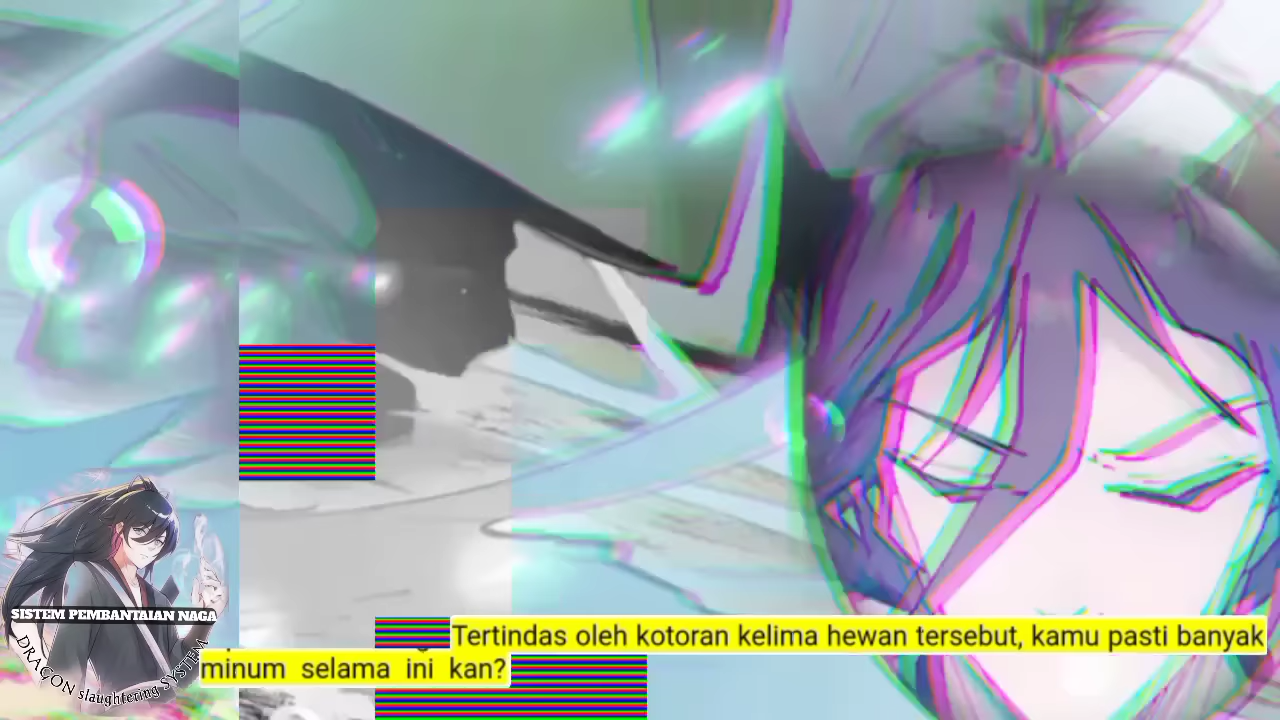 SISTEM PEMBANTAIAN NAGA
DRAGON slaughtering SYSTEM
Tertindas oleh kotoran kelima hewan tersebut, kamu pasti banyak
minum selama ini kan?